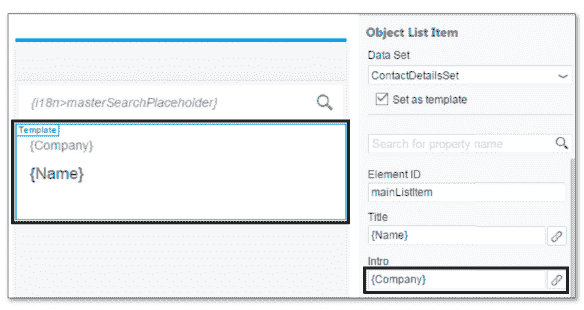 {i18n>masterSearchPlaceholder}
Template
{Company}
{Name}
Object List Item
Data Set
ContactDetailsSet
Set as template
Search for property name
Element ID
mainListItem
Title
{Name}
Intro
{Company}